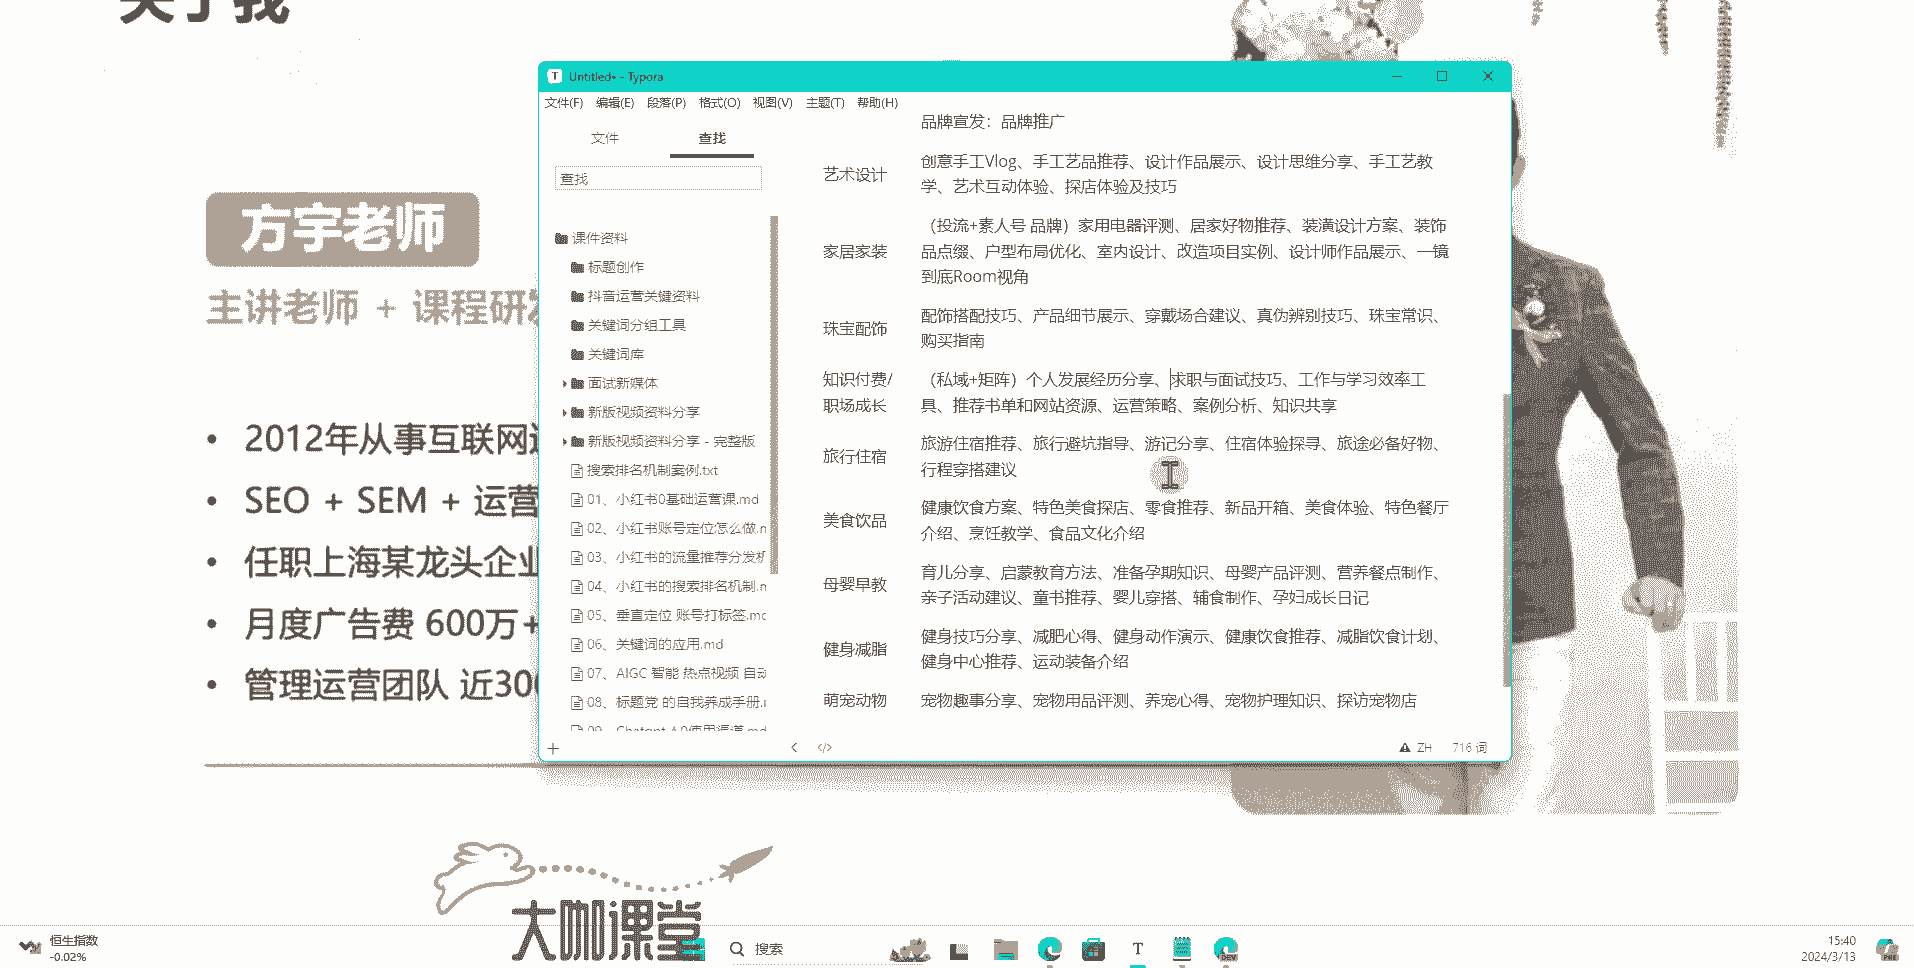 关于我
方宇老师
主讲老师 + 课程研发
2012年从事互联网
SEO + SEM + 运营
任职上海某龙头企业
月度广告费 600万+
管理运营团队 近300
Untitled• - Typora
文件(F) 编辑(E) 段落(P) 格式(O) 视图(V) 主题(T) 帮助(H)
文件 查找
查找
课件资料
标题创作
抖音运营关键资料
关键词分组工具
关键词库
面试新媒体
新版视频资料分享
新版视频资料分享 - 完整版
搜索排名机制案例.txt
01、小红书0基础运营课.md
02、小红书账号定位怎么做.m
03、小红书的流量推荐分发机
04、小红书的搜索排名机制.m
05、垂直定位 账号打标签.md
06、关键词的应用.md
07、AIGC 智能 热点视频 自动
08、标题党 的自我养成手册.
09、Chatgpt 4.0使用渠道.md
品牌宣发：品牌推广
艺术设计
创意手工Vlog、手工艺品推荐、设计作品展示、设计思维分享、手工艺教
学、艺术互动体验、探店体验及技巧
家居家装
（投流+素人号 品牌）家用电器评测、居家好物推荐、装潢设计方案、装饰
品点缀、户型布局优化、室内设计、改造项目实例、设计师作品展示、一镜
到底Room视角
珠宝配饰
配饰搭配技巧、产品细节展示、穿戴场合建议、真伪辨别技巧、珠宝常识、
购买指南
知识付费/
职场成长
（私域+矩阵）个人发展经历分享、求职与面试技巧、工作与学习效率工
具、推荐书单和网站资源、运营策略、案例分析、知识共享
旅行住宿
旅游住宿推荐、旅行避坑指导、游记分享、住宿体验探寻、旅途必备好物、
行程穿搭建议
美食饮品
健康饮食方案、特色美食探店、零食推荐、新品开箱、美食体验、特色餐厅
介绍、烹饪教学、食品文化介绍
母婴早教
育儿分享、启蒙教育方法、准备孕期知识、母婴产品评测、营养餐点制作、
亲子活动建议、童书推荐、婴儿穿搭、辅食制作、孕妇成长日记
健身减脂
健身技巧分享、减肥心得、健身动作演示、健康饮食推荐、减脂饮食计划、
健身中心推荐、运动装备介绍
萌宠动物
宠物趣事分享、宠物用品评测、养宠心得、宠物护理知识、探访宠物店
ZH 716 词
大咖课堂
恒生指数
-0.02%
搜索
DEV
15:40
2024/3/13
PRE